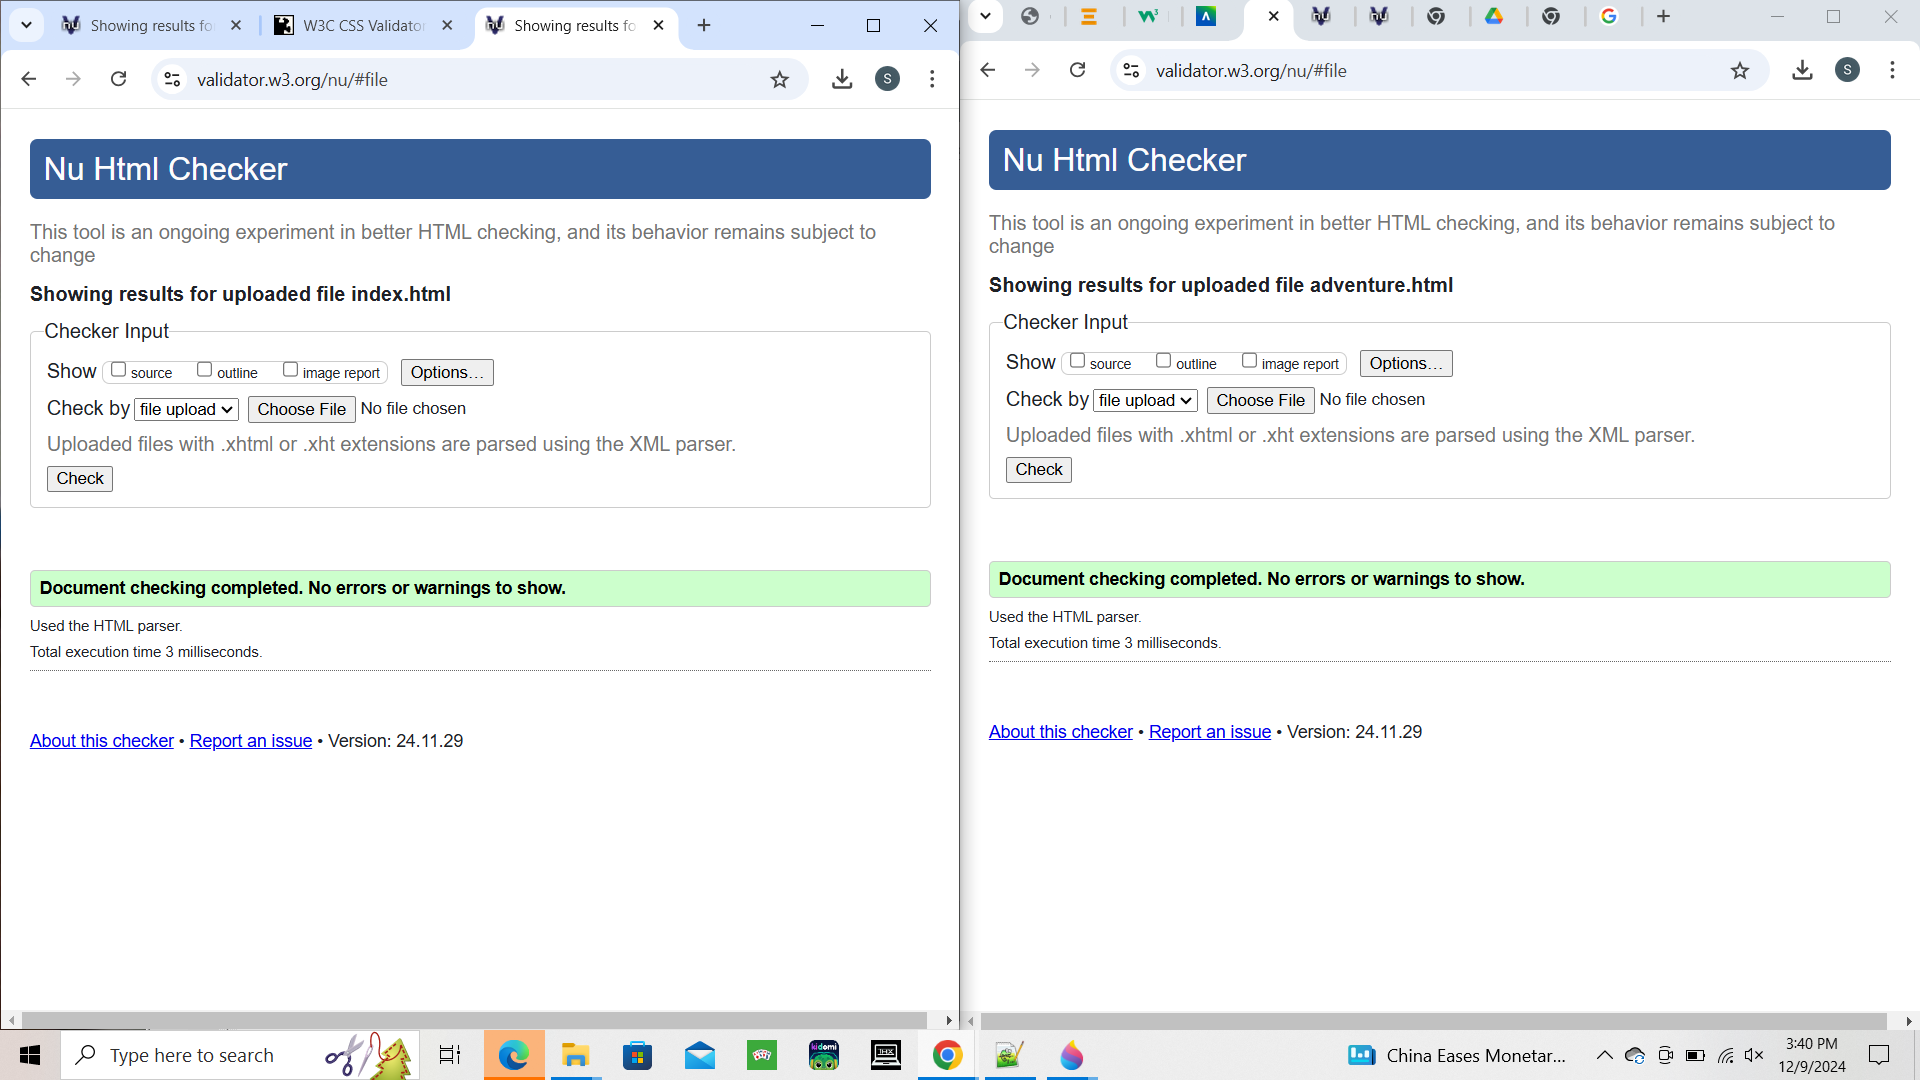 Showing results fo
W3C CSS Validator
Showing results fo
validator.w3.org/nu/#file
S
Nu Html Checker
This tool is an ongoing experiment in better HTML checking, and its behavior remains subject to
change
Showing results for uploaded file index.html
Checker Input
Show source outline image report Options...
Check by file upload Choose File No file chosen
Uploaded files with .xhtml or .xht extensions are parsed using the XML parser.
Check
Document checking completed. No errors or warnings to show.
Used the HTML parser.
Total execution time 3 milliseconds.
About this checker • Report an issue • Version: 24.11.29
validator.w3.org/nu/#file
S
Nu Html Checker
This tool is an ongoing experiment in better HTML checking, and its behavior remains subject to
change
Showing results for uploaded file adventure.html
Checker Input
Show source outline image report Options...
Check by file upload Choose File No file chosen
Uploaded files with .xhtml or .xht extensions are parsed using the XML parser.
Check
Document checking completed. No errors or warnings to show.
Used the HTML parser.
Total execution time 3 milliseconds.
About this checker • Report an issue • Version: 24.11.29
Type here to search
kidomi
China Eases Monetar...
3:40 PM
12/9/2024